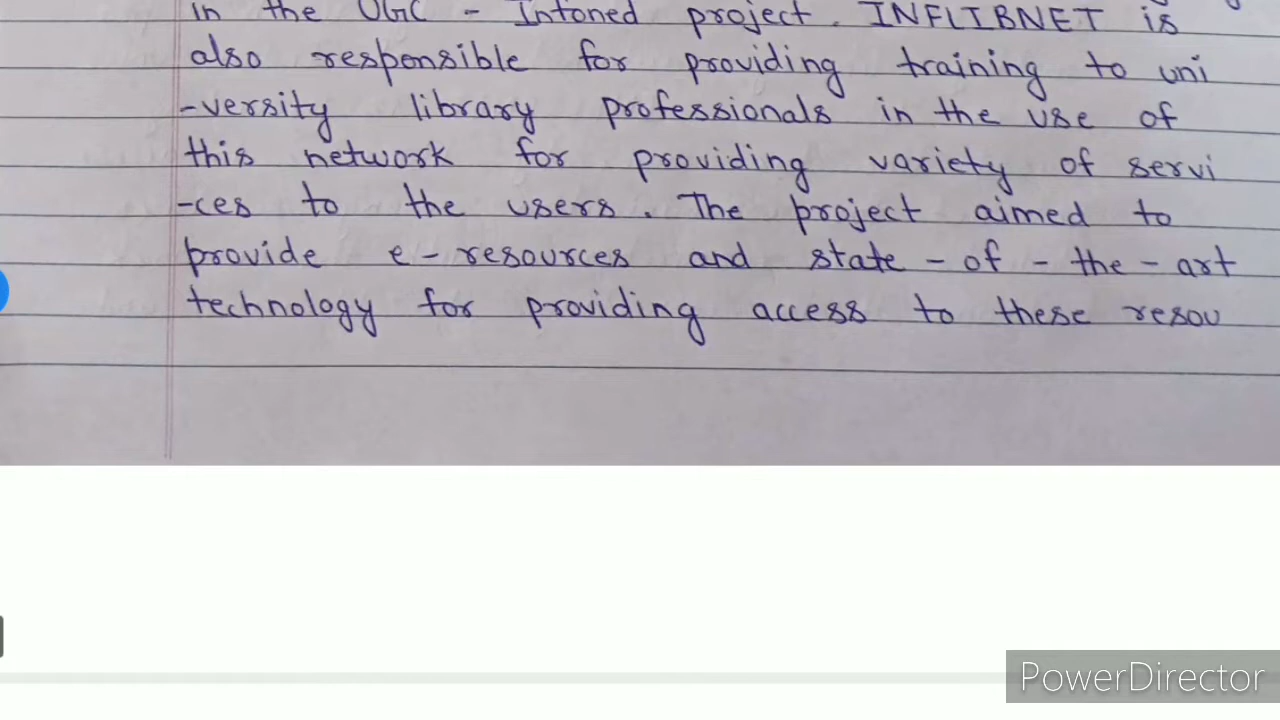 in the UGC - Intoned project. INFLIBNET is
also responsible for providing training to uni
-versity library professionals in the use of
this network for providing variety of servi
-ces to the users. The project aimed to
provide e-resources and state-of-the-art
technology for providing access to these resou
PowerDirector